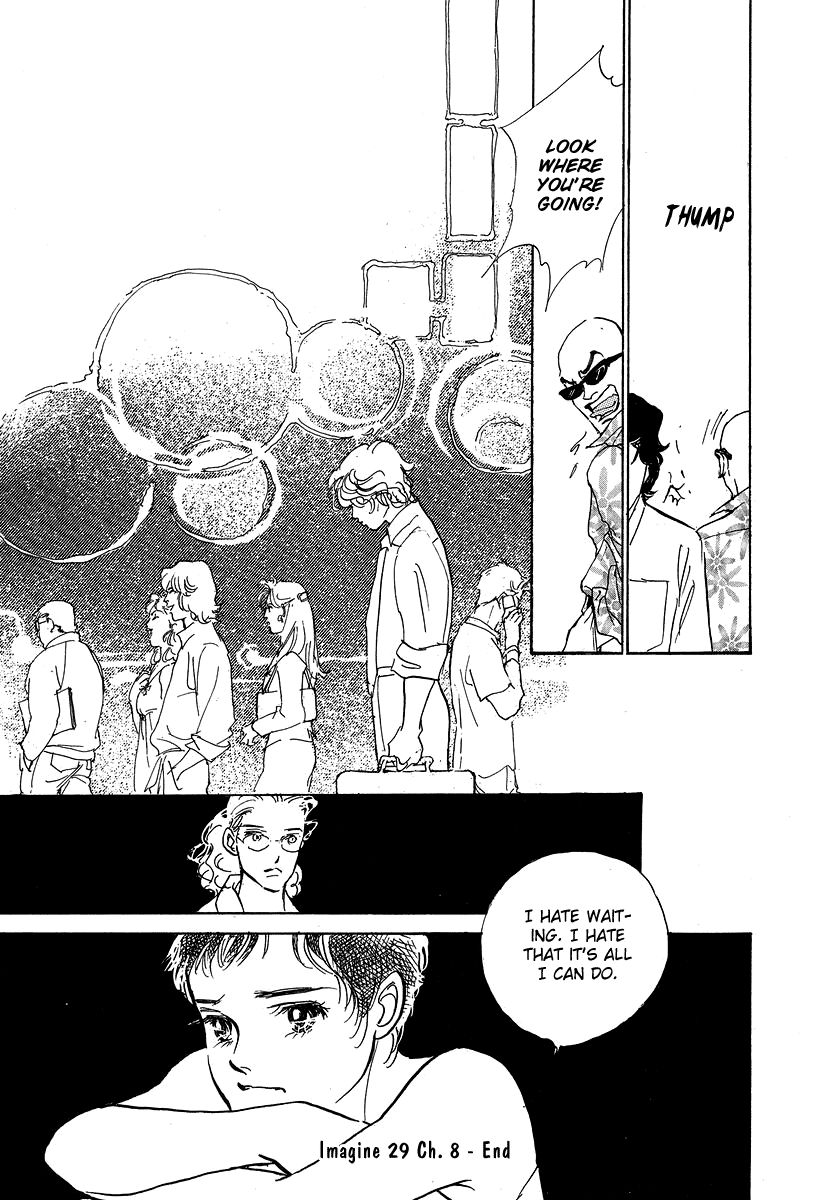 THUMP
LOOK
WHERE
YOU'RE
GOING!
I HATE WAIT-
ING. I HATE
THAT IT'S ALL
I CAN DO.
Imagine 29 Ch. 8 - End